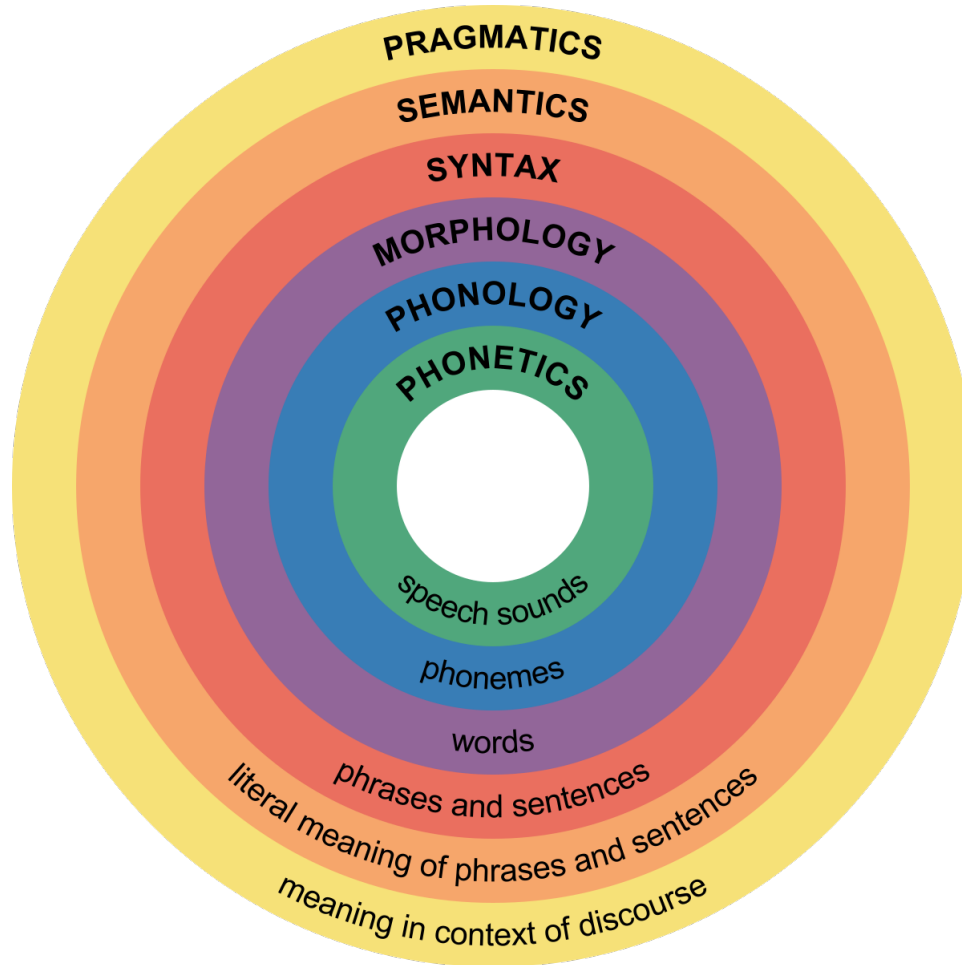 PRAGMATICS
SEMANTICS
SYNTAX
MORPHOLOGY
PHONOLOGY
PHONETICS
speech sounds
phonemes
words
phrases and sentences
literal meaning of phrases and sentences
meaning in context of discourse